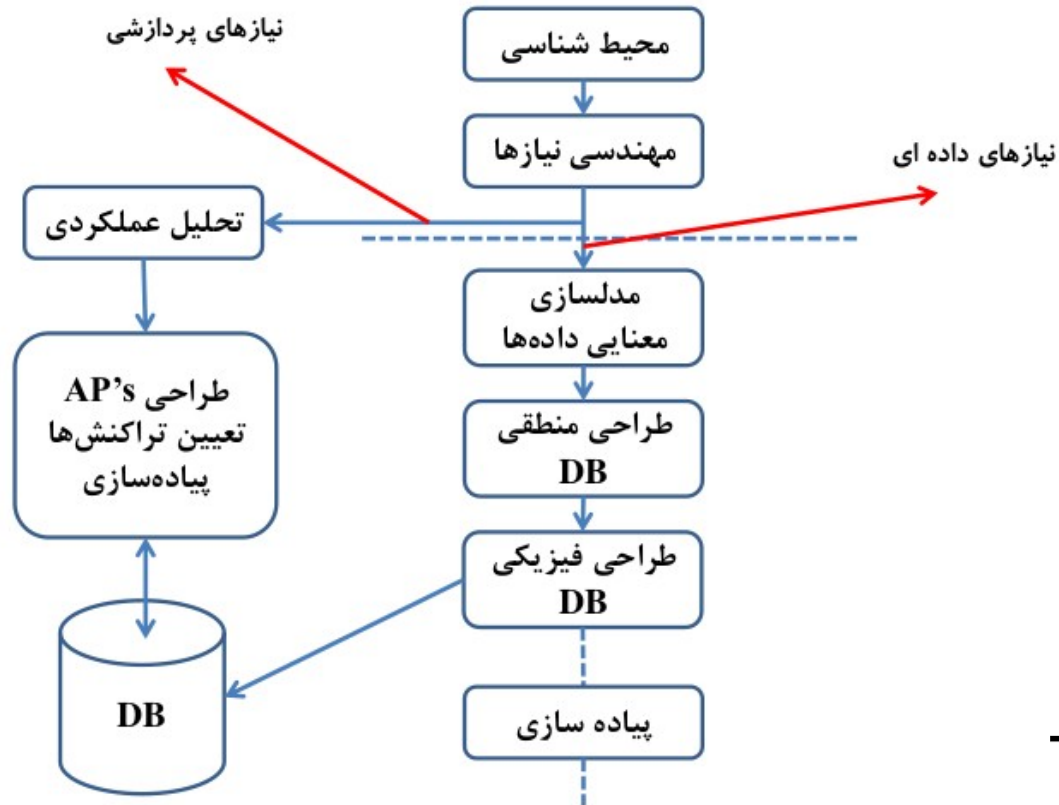 نیازهای پردازشی
محیط شناسی
مهندسی نیازها
نیازهای داده ای
تحلیل عملکردی
مدلسازی
معنایی داده‌ها
طراحی AP’s
تعیین تراکنش‌ها
پیاده‌سازی
طراحی منطقی
DB
طراحی فیزیکی
DB
DB
پیاده سازی